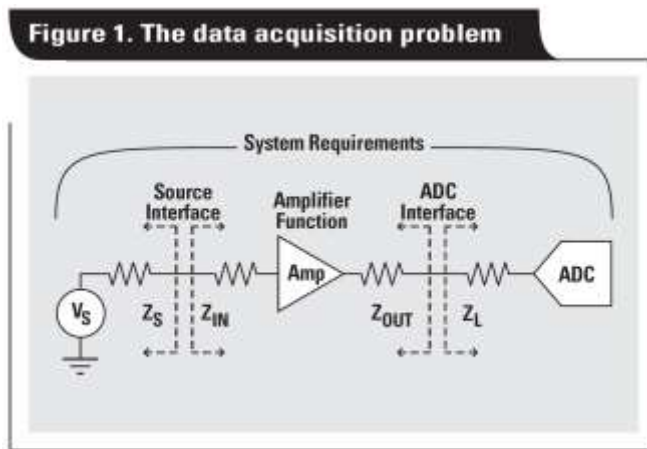 Figure 1. The data acquisition problem
System Requirements
Source
Interface
Amplifier
Function
ADC
Interface
Amp
ADC
VS
ZS
ZIN
ZOUT
ZL